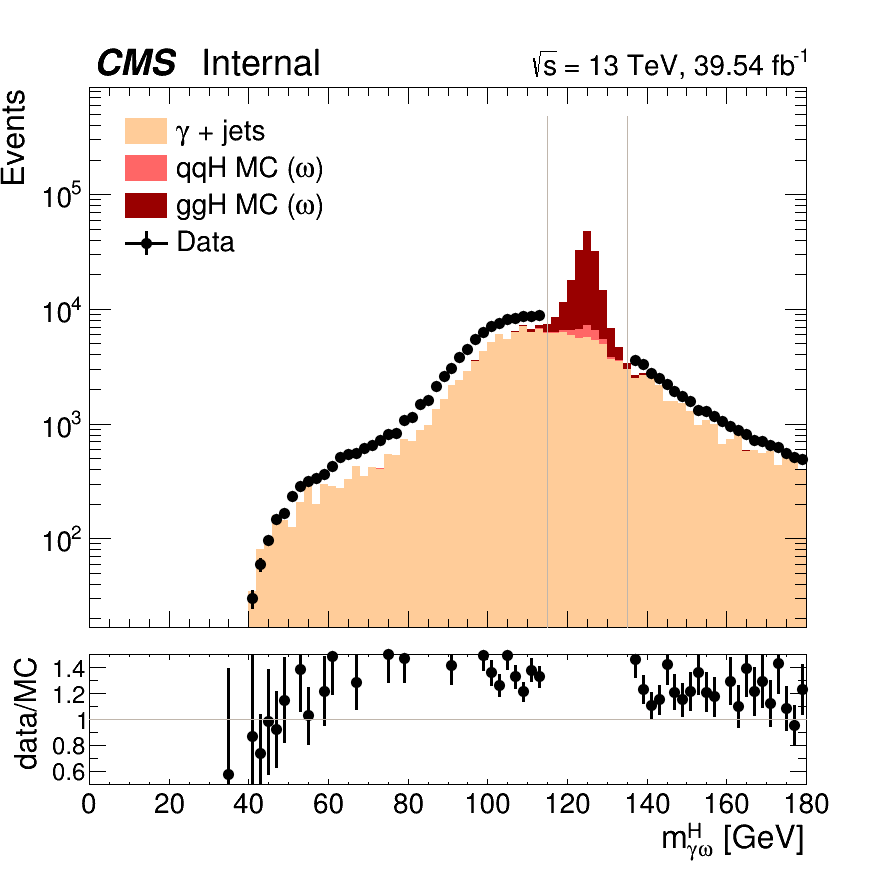 CMS Internal
√s = 13 TeV, 39.54 fb⁻¹
Events
γ + jets
qqH MC (ω)
ggH MC (ω)
Data
10⁵
10⁴
10³
10²
data/MC
1.4
1.2
1
0.8
0.6
0 20 40 60 80 100 120 140 160 180
m^H_γω [GeV]